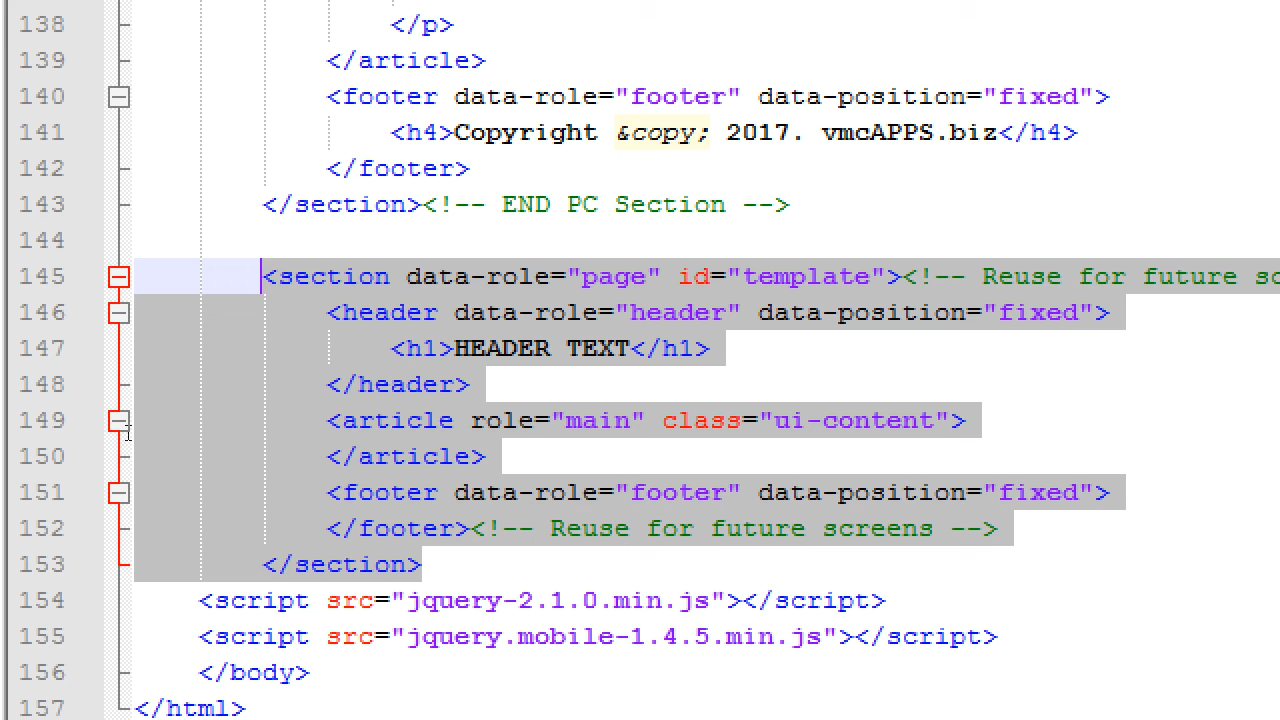 138 </p>
139 </article>
140 <footer data-role="footer" data-position="fixed">
141 <h4>Copyright &copy; 2017. vmcAPPS.biz</h4>
142 </footer>
143 </section><!-- END PC Section -->
144
145 <section data-role="page" id="template"><!-- Reuse for future
146 <header data-role="header" data-position="fixed">
147 <h1>HEADER TEXT</h1>
148 </header>
149 <article role="main" class="ui-content">
150 </article>
151 <footer data-role="footer" data-position="fixed">
152 </footer><!-- Reuse for future screens -->
153 </section>
154 <script src="jquery-2.1.0.min.js"></script>
155 <script src="jquery.mobile-1.4.5.min.js"></script>
156 </body>
157 </html>